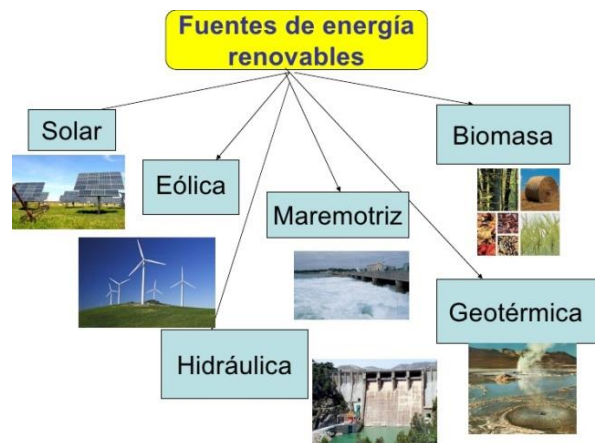 Fuentes de energía
renovables
Solar
Biomasa
Eólica
Maremotriz
Geotérmica
Hidráulica